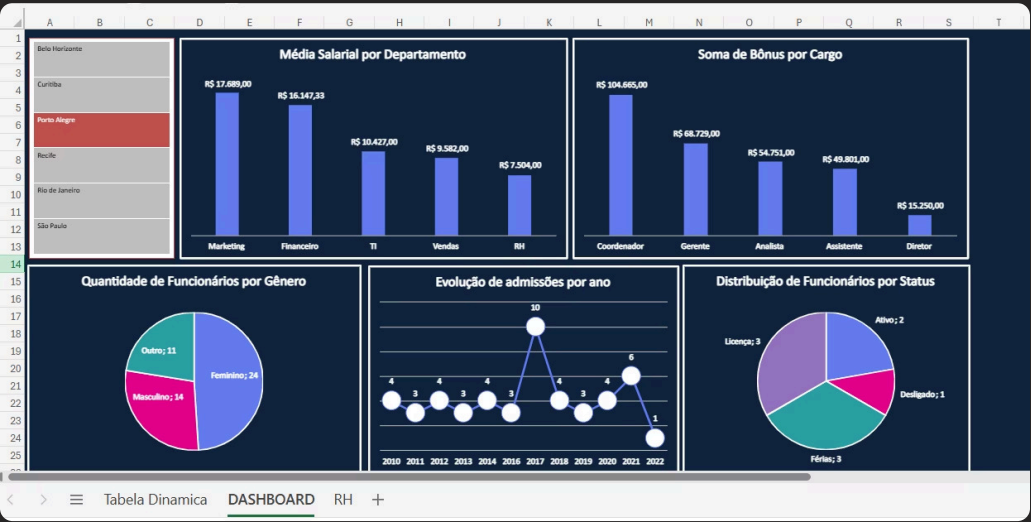 A B C D E F G H I J K L M N O P Q R S T
1
2
3
4
5
6
7
8
9
10
11
12
13
14
15
16
17
18
19
20
21
22
23
24
25
Belo Horizonte
Curitiba
Porto Alegre
Recife
Rio de Janeiro
São Paulo
Média Salarial por Departamento
R$ 17.689,00
R$ 16.147,33
R$ 10.427,00
R$ 9.582,00
R$ 7.504,00
Marketing Financeiro TI Vendas RH
Soma de Bônus por Cargo
R$ 104.665,00
R$ 68.729,00
R$ 54.751,00
R$ 49.801,00
R$ 15.250,00
Coordenador Gerente Analista Assistente Diretor
Quantidade de Funcionários por Gênero
Outro; 11
Feminino; 24
Masculino; 14
Evolução de admissões por ano
4 3 4 3 4 3 10 4 3 4 6 1
2010 2011 2012 2013 2014 2016 2017 2018 2019 2020 2021 2022
Distribuição de Funcionários por Status
Ativo; 2
Licença; 3
Desligado; 1
Férias; 3
Tabela Dinamica DASHBOARD RH